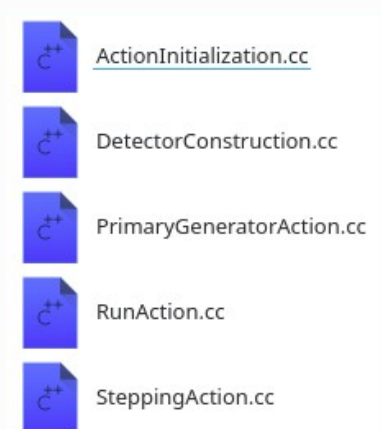 C++ ActionInitialization.cc
C++ DetectorConstruction.cc
C++ PrimaryGeneratorAction.cc
C++ RunAction.cc
C++ SteppingAction.cc